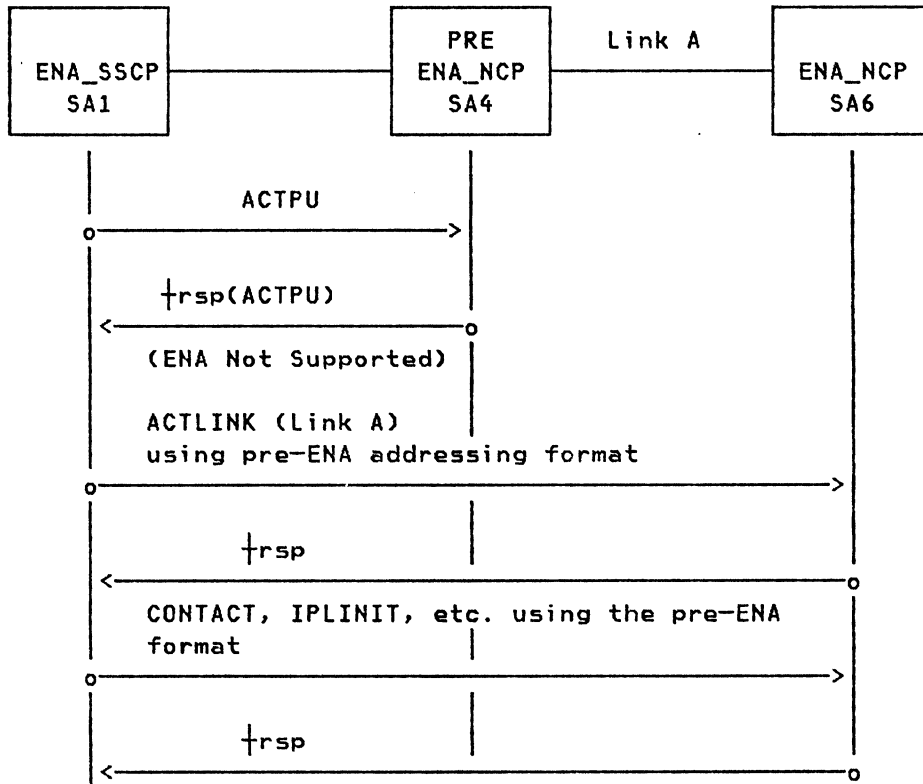 PRE Link A
ENA_SSCP ENA_NCP ENA_NCP
SA1 SA4 SA6
ACTPU
+rsp(ACTPU)
(ENA Not Supported)
ACTLINK (Link A)
using pre-ENA addressing format
+rsp
CONTACT, IPLINIT, etc. using the pre-ENA
format
+rsp